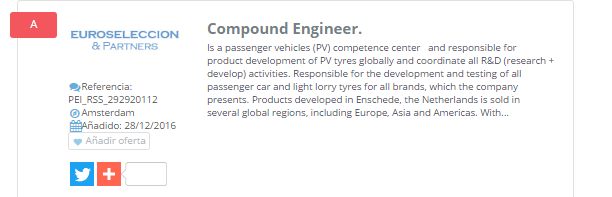 A
EUROSELECCION
& PARTNERS
Referencia:
PEI_RSS_292920112
Amsterdam
Añadido: 28/12/2016
Añadir oferta
Compound Engineer.
Is a passenger vehicles (PV) competence center and responsible for
product development of PV tyres globally and coordinate all R&D (research +
develop) activities. Responsible for the development and testing of all
passenger car and light lorry tyres for all brands, which the company
presents. Products developed in Enschede, the Netherlands is sold in
several global regions, including Europe, Asia and Americas. With...